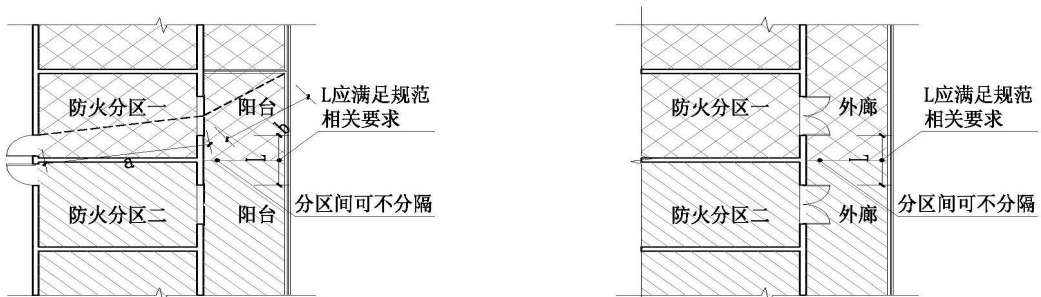 防火分区一
阳台
L应满足规范
相关要求
a
b
L
分区间可不分隔
防火分区二
阳台
防火分区一
外廊
L应满足规范
相关要求
L
分区间可不分隔
防火分区二
外廊